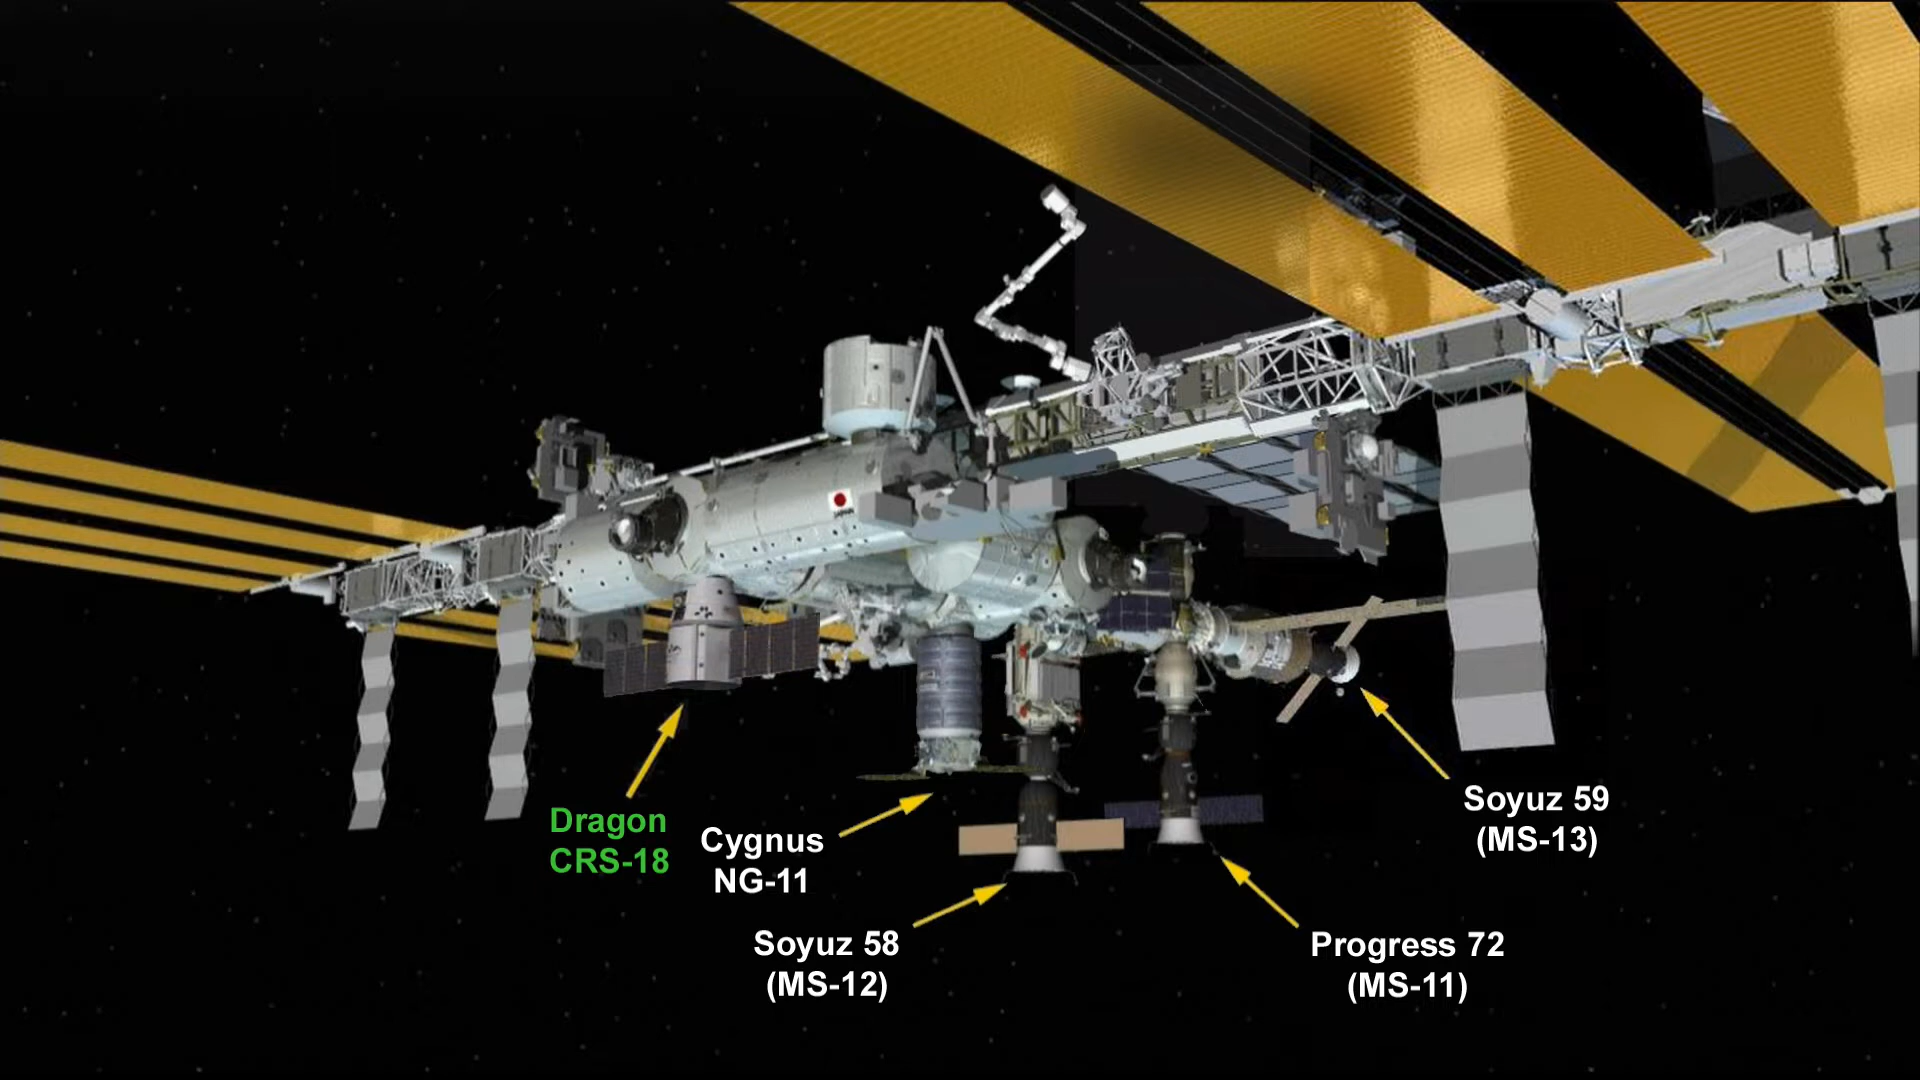 Dragon
CRS-18
Cygnus
NG-11
Soyuz 58
(MS-12)
Progress 72
(MS-11)
Soyuz 59
(MS-13)